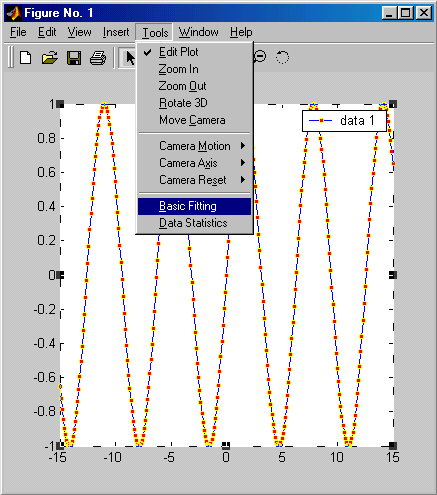 Figure No. 1
File Edit View Insert Tools Window Help
Edit Plot
Zoom In
Zoom Out
Rotate 3D
Move Camera
Camera Motion
Camera Axis
Camera Reset
Basic Fitting
Data Statistics
data 1
1
0.8
0.6
0.4
0.2
0
-0.2
-0.4
-0.6
-0.8
-1
-15 -10 -5 0 5 10 15